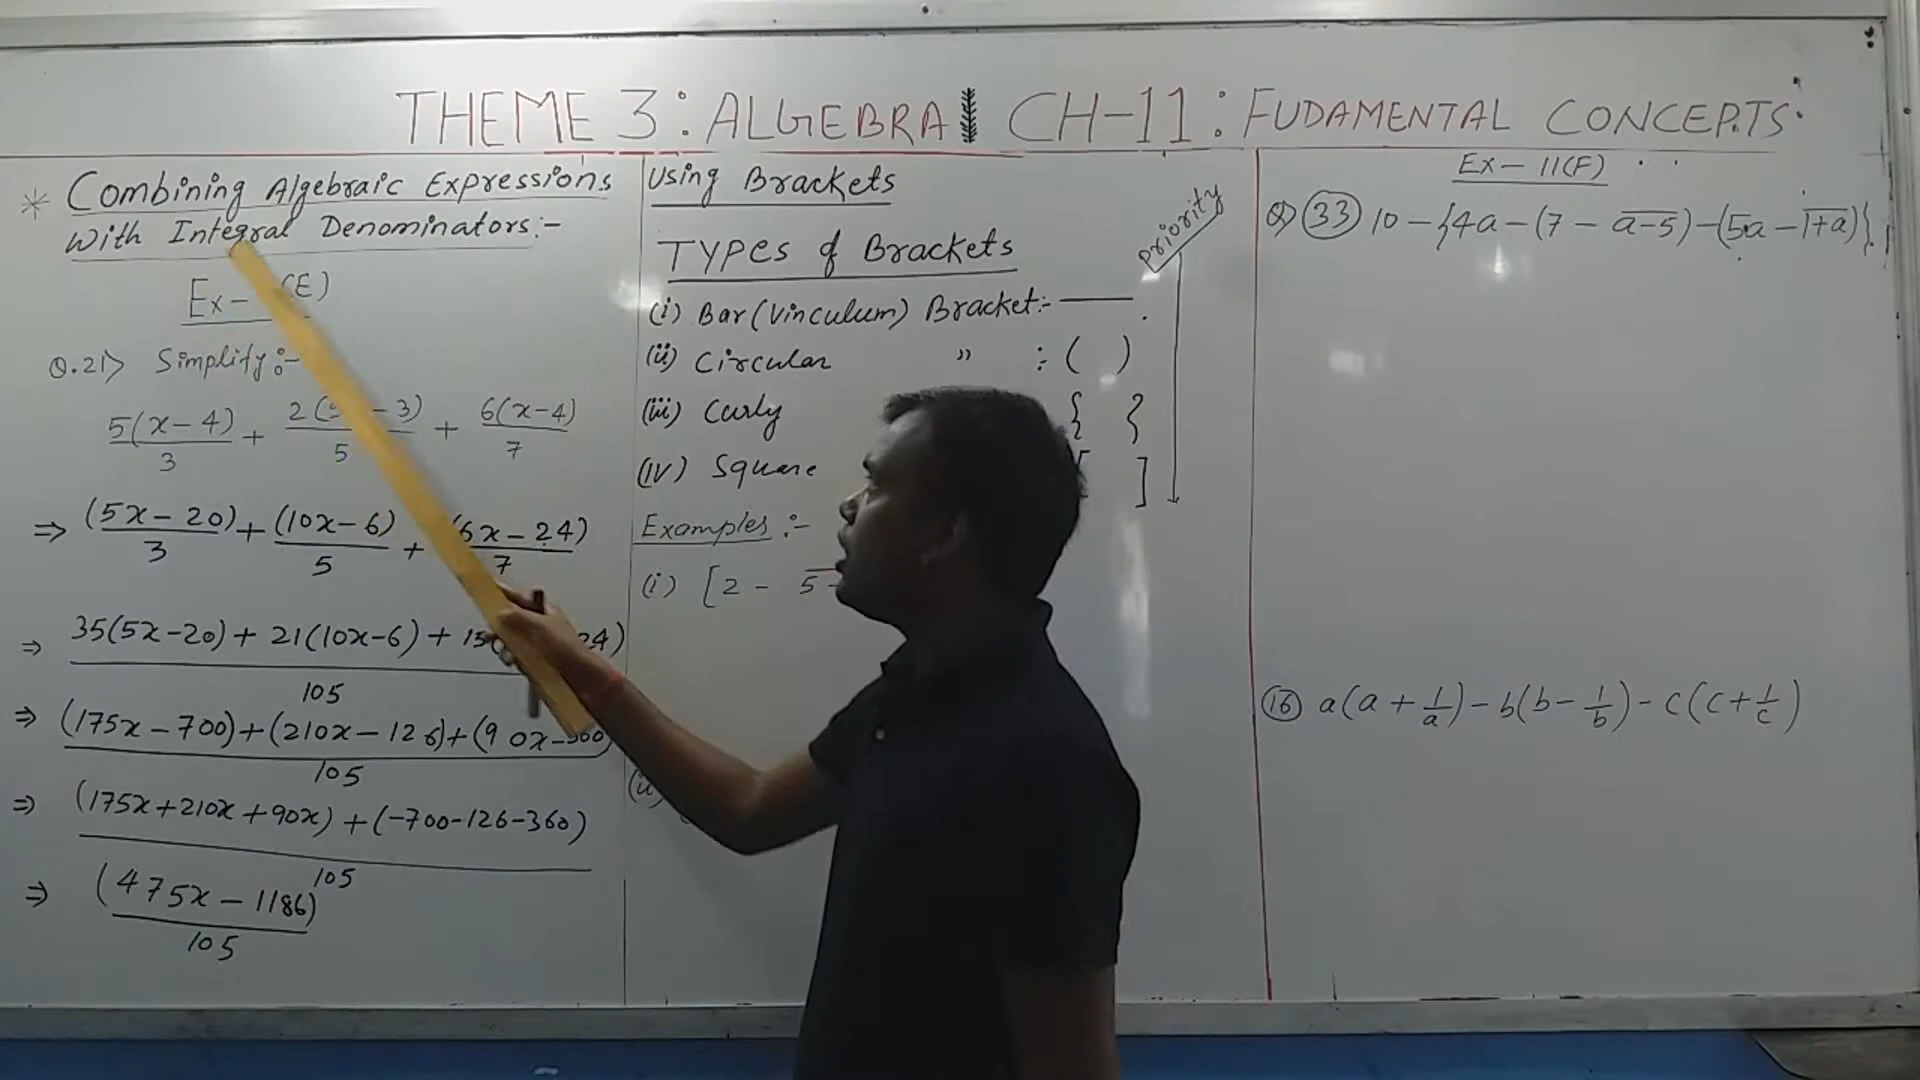 THEME 3: ALGEBRA CH-11: FUDAMENTAL CONCEPTS
* Combining Algebraic Expressions
With Integral Denominators:-
Ex- (E)
Q.21> Simplify:-
5(x-4)/3 + 2( -3)/5 + 6(x-4)/7
⇒ (5x-20)/3 + (10x-6)/5 + (6x-24)/7
⇒ 35(5x-20) + 21(10x-6) + 15( 24)
105
⇒ (175x-700)+(210x-126)+(90x-360)
105
⇒ (175x+210x+90x)+(-700-126-360)
105
⇒ (475x-1186)
105
Using Brackets
TYPes of Brackets
Priority
(i) Bar(Vinculum) Bracket:- ——
(ii) Circular " : ( )
(iii) Curly { }
(iv) Square [ ]
Examples:-
(i) [2 - 5-
(ii)
Ex-11(F)
Q> (33) 10-{4a-(7-a-5)-(5a-1+a)}
(16) a(a+1/a)-b(b-1/b)-c(c+1/c)